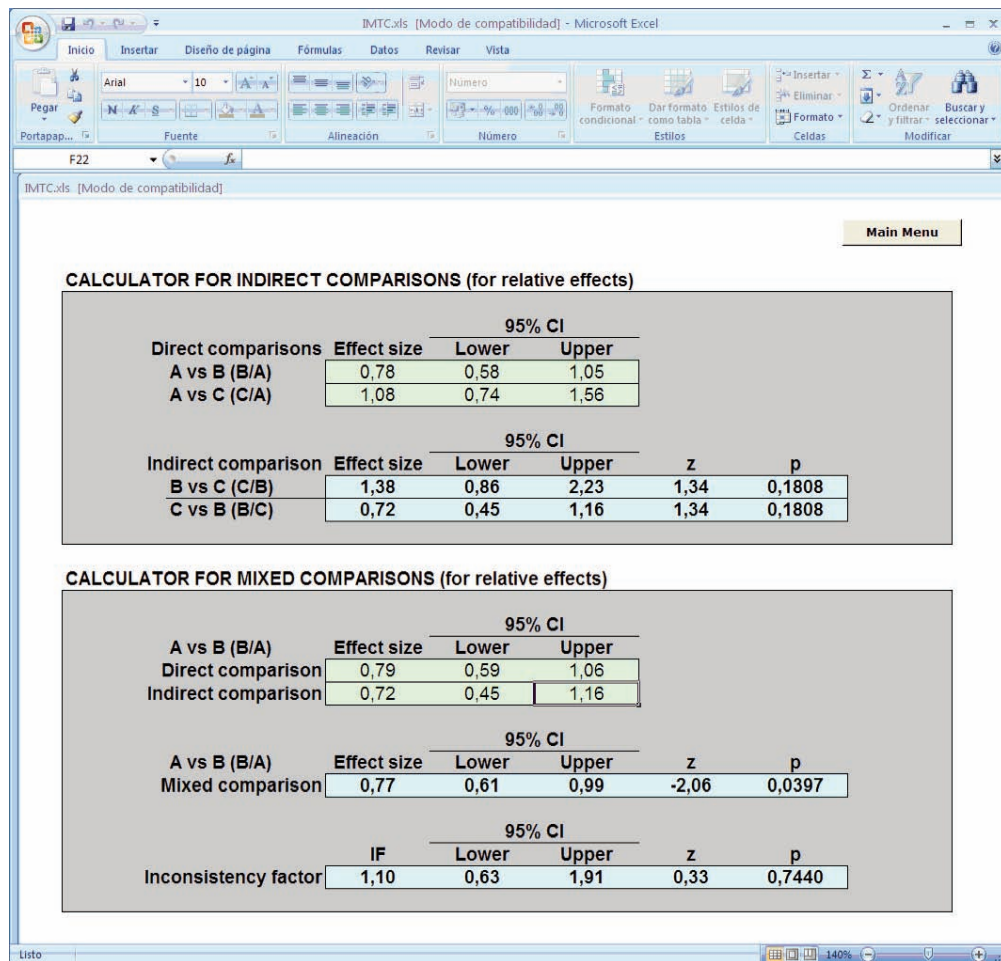 IMTC.xls [Modo de compatibilidad] - Microsoft Excel
Inicio Insertar Diseño de página Fórmulas Datos Revisar Vista
Pegar
Arial 10 A A
N K S A
Número
% 000
Formato condicional
Dar formato como tabla
Estilos de celda
Insertar
Eliminar
Formato
Σ
Ordenar y filtrar
Buscar y seleccionar
Portapap... Fuente Alineación Número Estilos Celdas Modificar
F22 fx
IMTC.xls [Modo de compatibilidad]
Main Menu
CALCULATOR FOR INDIRECT COMPARISONS (for relative effects)
95% CI
Direct comparisons Effect size Lower Upper
A vs B (B/A) 0,78 0,58 1,05
A vs C (C/A) 1,08 0,74 1,56
95% CI
Indirect comparison Effect size Lower Upper z p
B vs C (C/B) 1,38 0,86 2,23 1,34 0,1808
C vs B (B/C) 0,72 0,45 1,16 1,34 0,1808
CALCULATOR FOR MIXED COMPARISONS (for relative effects)
95% CI
A vs B (B/A) Effect size Lower Upper
Direct comparison 0,79 0,59 1,06
Indirect comparison 0,72 0,45 1,16
95% CI
A vs B (B/A) Effect size Lower Upper z p
Mixed comparison 0,77 0,61 0,99 -2,06 0,0397
95% CI
IF Lower Upper z p
Inconsistency factor 1,10 0,63 1,91 0,33 0,7440
Listo 140%